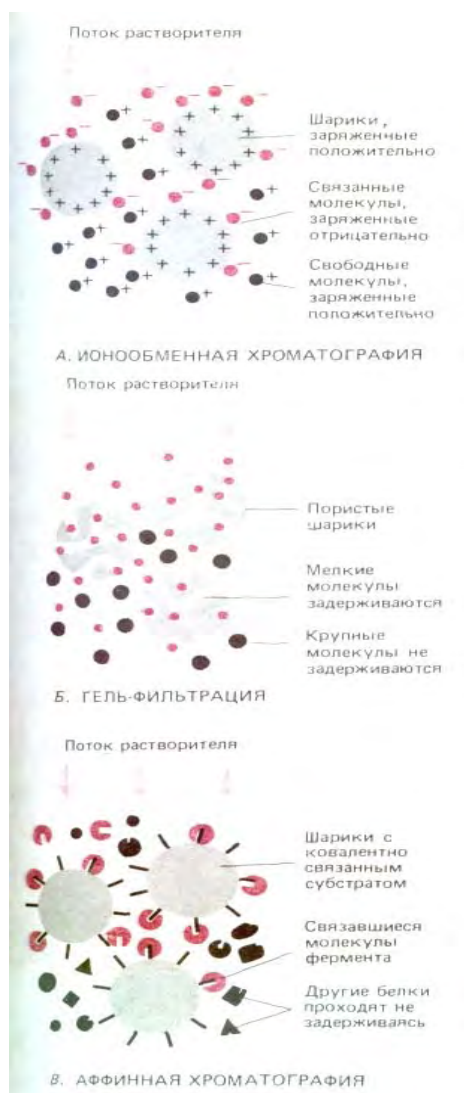 Поток растворителя
Шарики,
заряженные
положительно
Связанные
молекулы,
заряженные
отрицательно
Свободные
молекулы,
заряженные
положительно
А. ИОНООБМЕННАЯ ХРОМАТОГРАФИЯ
Поток растворителя
Пористые
шарики
Мелкие
молекулы
задерживаются
Крупные
молекулы не
задерживаются
Б. ГЕЛЬ-ФИЛЬТРАЦИЯ
Поток растворителя
Шарики с
ковалентно
связанным
субстратом
Связавшиеся
молекулы
фермента
Другие белки
проходят не
задерживаясь
В. АФФИННАЯ ХРОМАТОГРАФИЯ